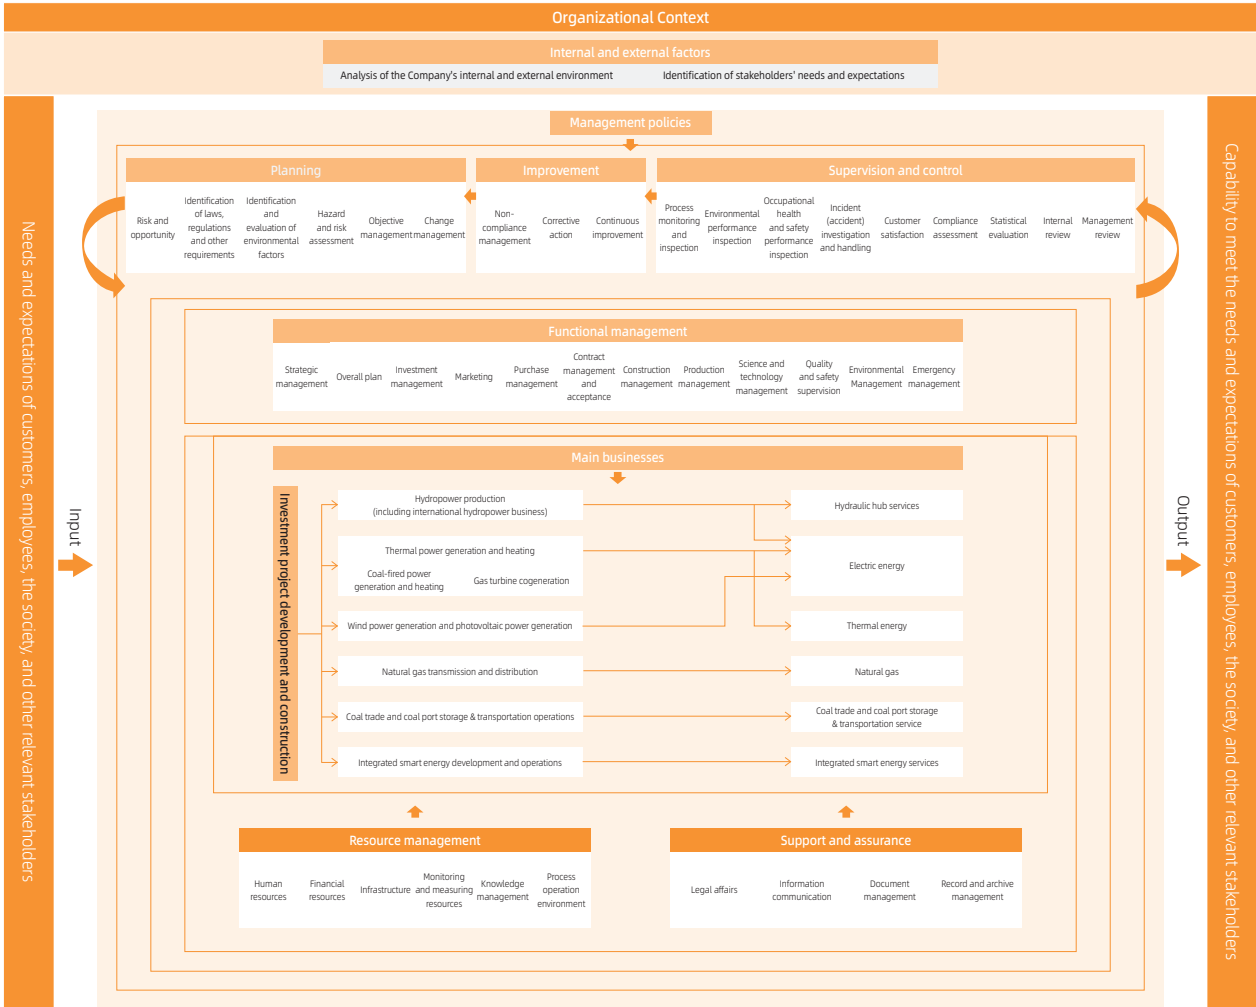 Organizational Context
Internal and external factors
Analysis of the Company's internal and external environment
Identification of stakeholders' needs and expectations
Needs and expectations of customers, employees, the society, and other relevant stakeholders
Input
Management policies
Planning
Risk and
opportunity
Identification
of laws,
regulations
and other
requirements
Identification
and
evaluation of
environmental
factors
Hazard
and risk
assessment
Objective
management
Change
management
Improvement
Non-
compliance
management
Corrective
action
Continuous
improvement
Supervision and control
Process
monitoring
and
inspection
Environmental
performance
inspection
Occupational
health
and safety
performance
inspection
Incident
(accident)
investigation
and handling
Customer
satisfaction
Compliance
assessment
Statistical
evaluation
Internal
review
Management
review
Functional management
Strategic
management
Overall plan
Investment
management
Marketing
Purchase
management
Contract
management
and
acceptance
Construction
management
Production
management
Science and
technology
management
Quality
and safety
supervision
Environmental
Management
Emergency
management
Main businesses
Investment project development and construction
Hydropower production
(including international hydropower business)
Thermal power generation and heating
Coal-fired power
generation and heating
Gas turbine cogeneration
Wind power generation and photovoltaic power generation
Natural gas transmission and distribution
Coal trade and coal port storage & transportation operations
Integrated smart energy development and operations
Hydraulic hub services
Electric energy
Thermal energy
Natural gas
Coal trade and coal port storage
& transportation service
Integrated smart energy services
Resource management
Human
resources
Financial
resources
Infrastructure
Monitoring
and measuring
resources
Knowledge
management
Process
operation
environment
Support and assurance
Legal affairs
Information
communication
Document
management
Record and archive
management
Output
Capability to meet the needs and expectations of customers, employees, the society, and other relevant stakeholders